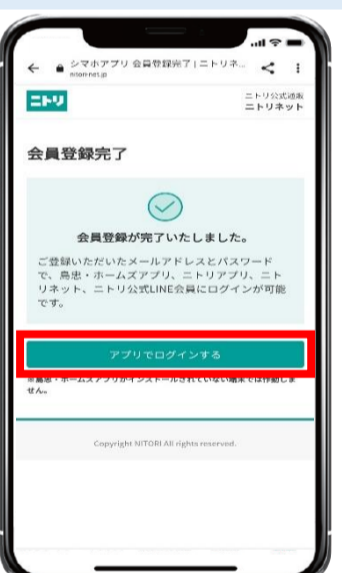 シマホアプリ 会員登録完了 | ニトリネ...
nitori-net.jp
ニトリ
ニトリ公式通販
ニトリネット
会員登録完了
会員登録が完了いたしました。
ご登録いただいたメールアドレスとパスワード
で、島忠・ホームズアプリ、ニトリアプリ、ニト
リネット、ニトリ公式LINE会員にログインが可能
です。
アプリでログインする
※島忠・ホームズアプリがインストールされていない端末では作動しま
せん。
Copyright NITORI All rights reserved.